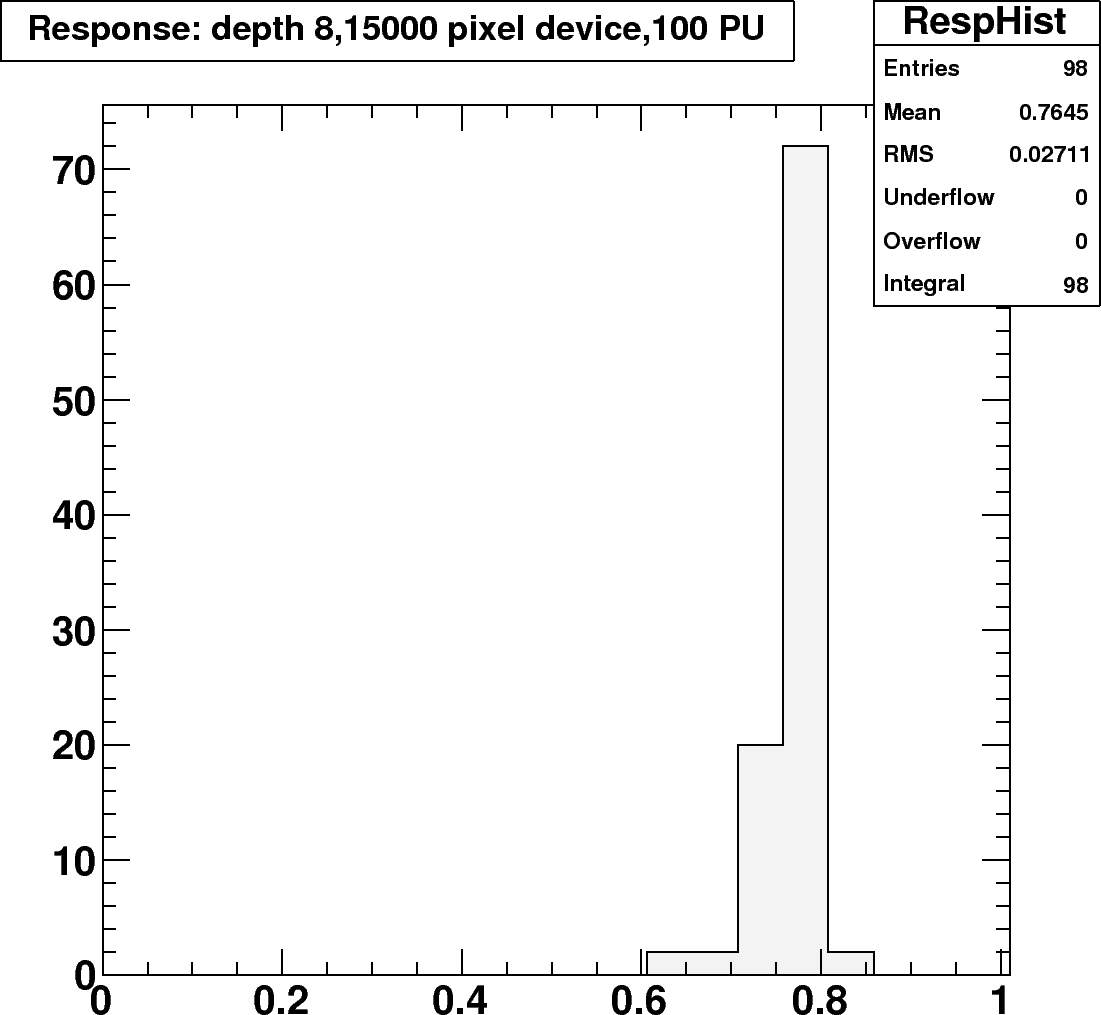 Response: depth 8,15000 pixel device,100 PU
RespHist
Entries 98
Mean 0.7645
RMS 0.02711
Underflow 0
Overflow 0
Integral 98
70
60
50
40
30
20
10
0
0 0.2 0.4 0.6 0.8 1